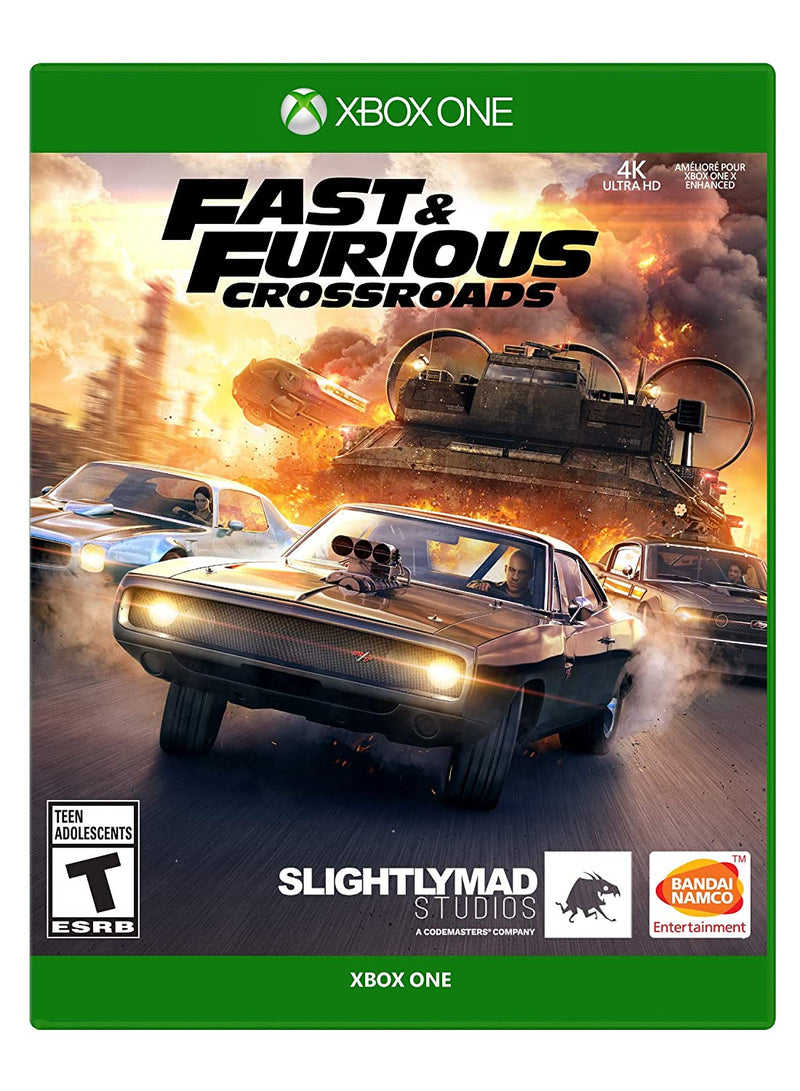 XBOX ONE
4K
ULTRA HD
AMÉLIORÉ POUR
XBOX ONE X
ENHANCED
FAST &
FURIOUS
CROSSROADS
R/T
TEEN
ADOLESCENTS
T
ESRB
SLIGHTLYMAD
STUDIOS
A CODEMASTERS® COMPANY
BANDAI
NAMCO
Entertainment
TM
XBOX ONE